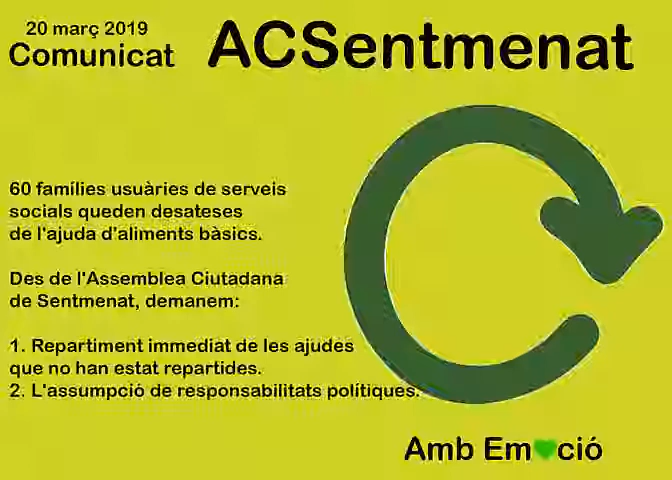 20 març 2019
Comunicat
ACSentmenat
60 famílies usuàries de serveis
socials queden desateses
de l'ajuda d'aliments bàsics.
Des de l'Assemblea Ciutadana
de Sentmenat, demanem:
1. Repartiment immediat de les ajudes
que no han estat repartides.
2. L'assumpció de responsabilitats polítiques.
Amb Em💚ció